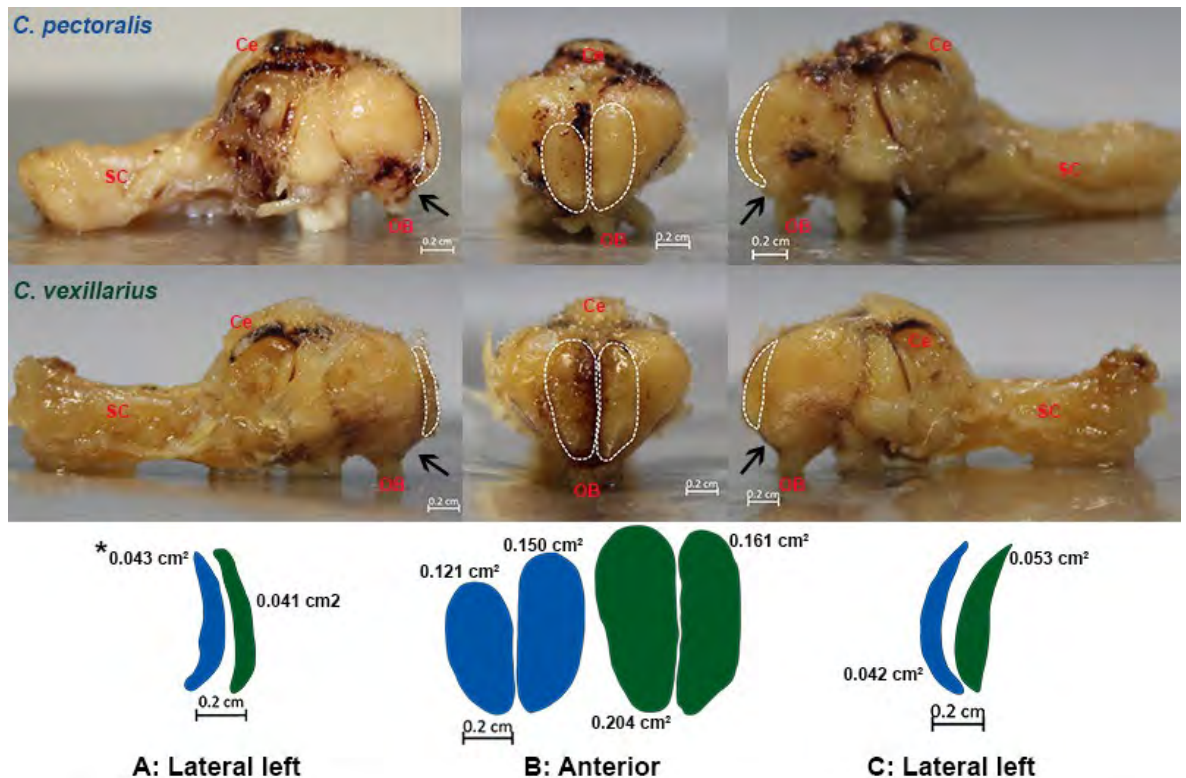 C. pectoralis
Ce
Ce
Ce
SC
SC
OB
OB
OB
0.2 cm
0.2 cm
0.2 cm
C. vexillarius
Ce
Ce
Ce
SC
SC
OB
OB
OB
0.2 cm
0.2 cm
0.2 cm
*0.043 cm²
0.041 cm2
0.2 cm
0.121 cm²
0.150 cm²
0.161 cm²
0.204 cm²
0.2 cm
0.053 cm²
0.042 cm²
0.2 cm
A: Lateral left
B: Anterior
C: Lateral left